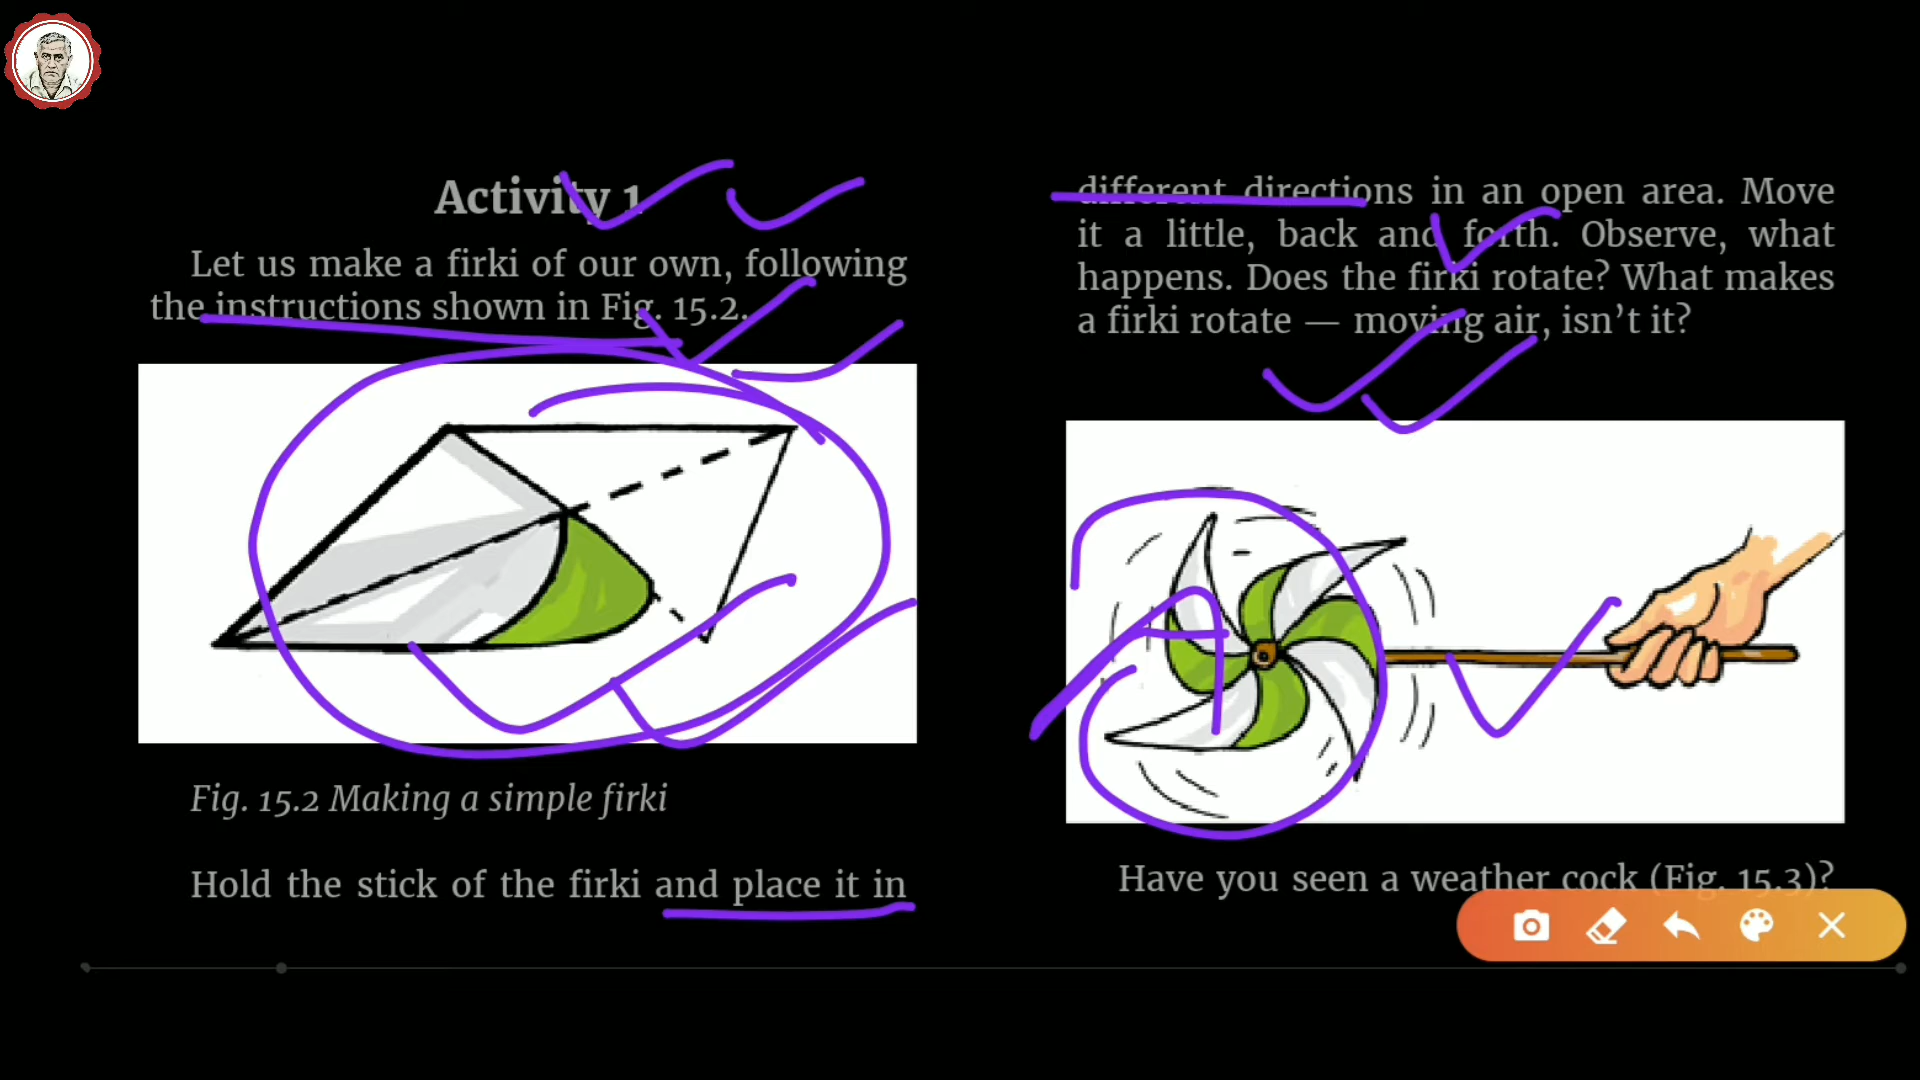 Activity 1
Let us make a firki of our own, following
the instructions shown in Fig. 15.2.
Fig. 15.2 Making a simple firki
Hold the stick of the firki and place it in
different directions in an open area. Move
it a little, back and forth. Observe, what
happens. Does the firki rotate? What makes
a firki rotate — moving air, isn’t it?
Have you seen a weather cock (Fig. 15.3)?